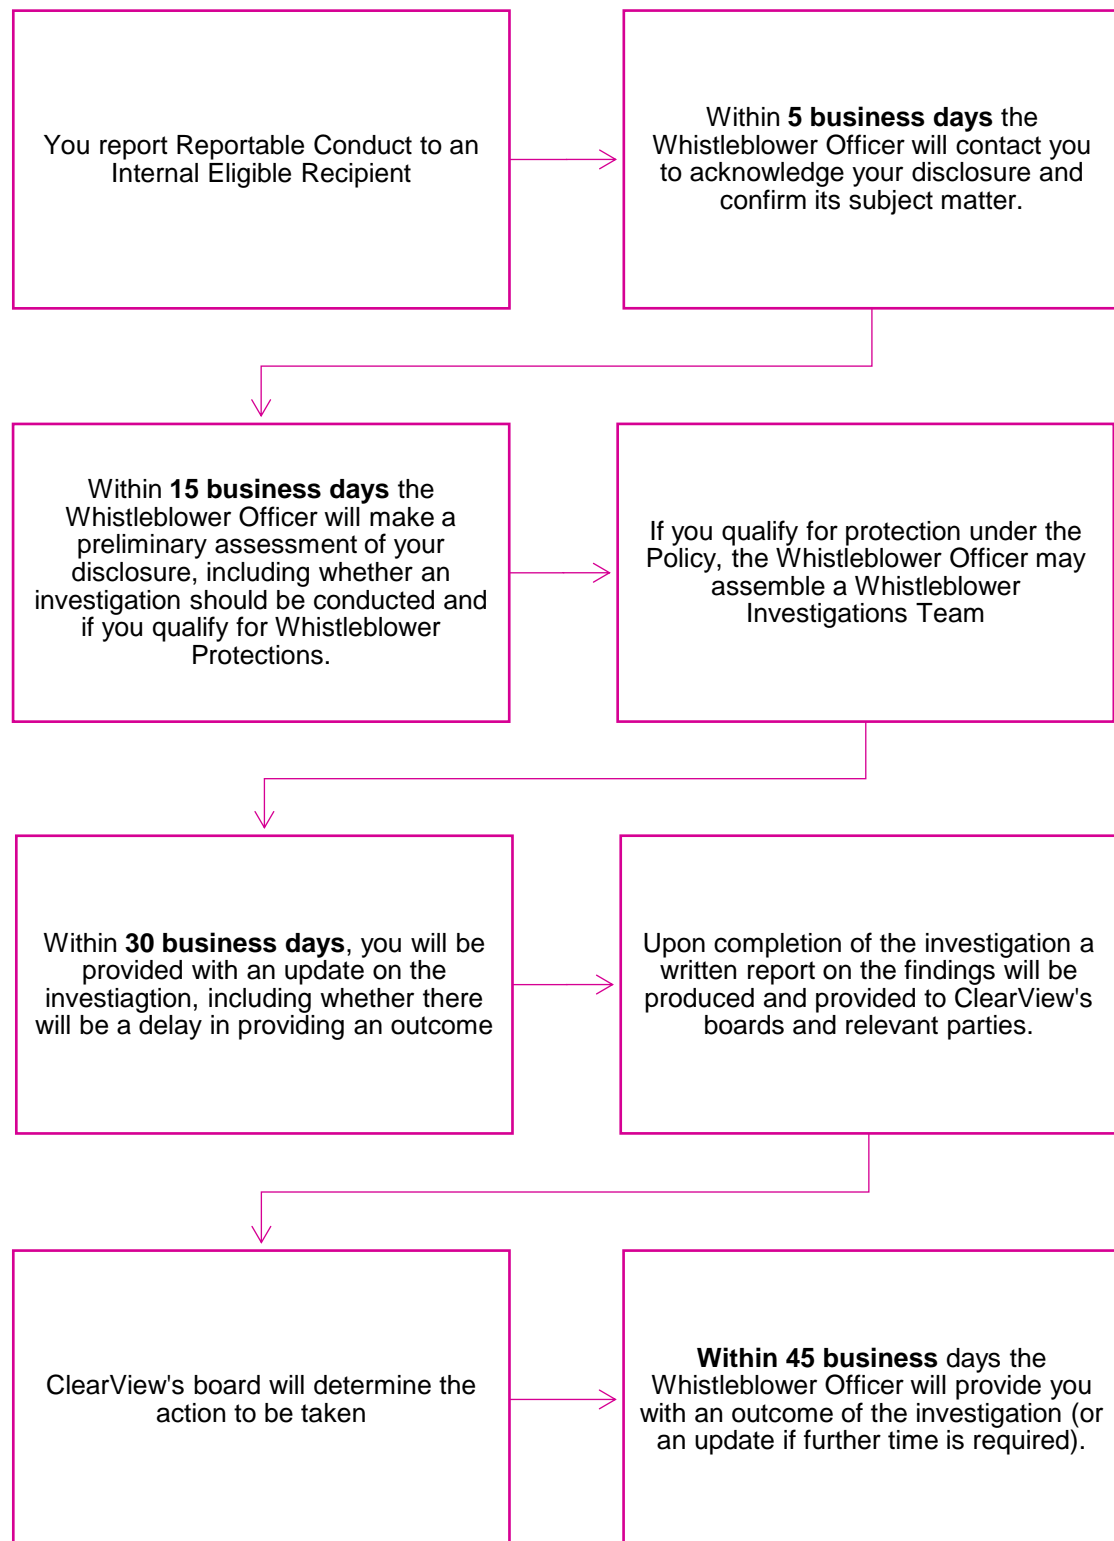 You report Reportable Conduct to an
Internal Eligible Recipient
Within 5 business days the
Whistleblower Officer will contact you
to acknowledge your disclosure and
confirm its subject matter.
Within 15 business days the
Whistleblower Officer will make a
preliminary assessment of your
disclosure, including whether an
investigation should be conducted and
if you qualify for Whistleblower
Protections.
If you qualify for protection under the
Policy, the Whistleblower Officer may
assemble a Whistleblower
Investigations Team
Within 30 business days, you will be
provided with an update on the
investiagtion, including whether there
will be a delay in providing an outcome
Upon completion of the investigation a
written report on the findings will be
produced and provided to ClearView's
boards and relevant parties.
ClearView's board will determine the
action to be taken
Within 45 business days the
Whistleblower Officer will provide you
with an outcome of the investigation (or
an update if further time is required).